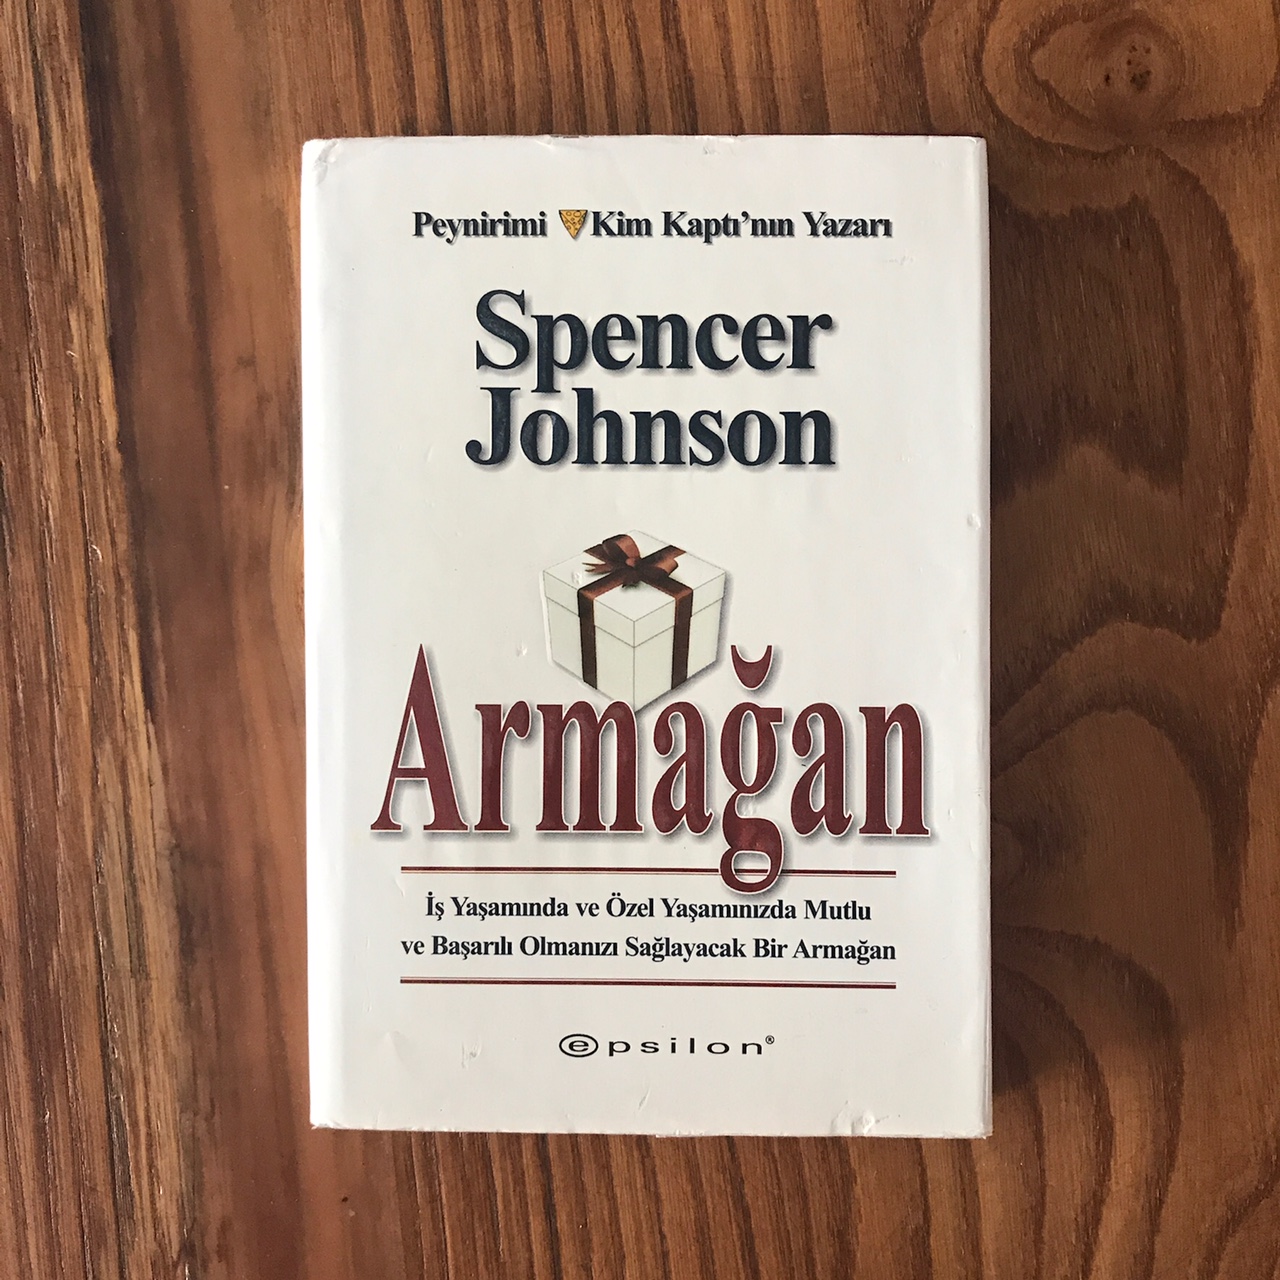 Peynirimi Kim Kaptı'nın Yazarı
Spencer
Johnson
Armağan
İş Yaşamında ve Özel Yaşamınızda Mutlu
ve Başarılı Olmanızı Sağlayacak Bir Armağan
epsilon®